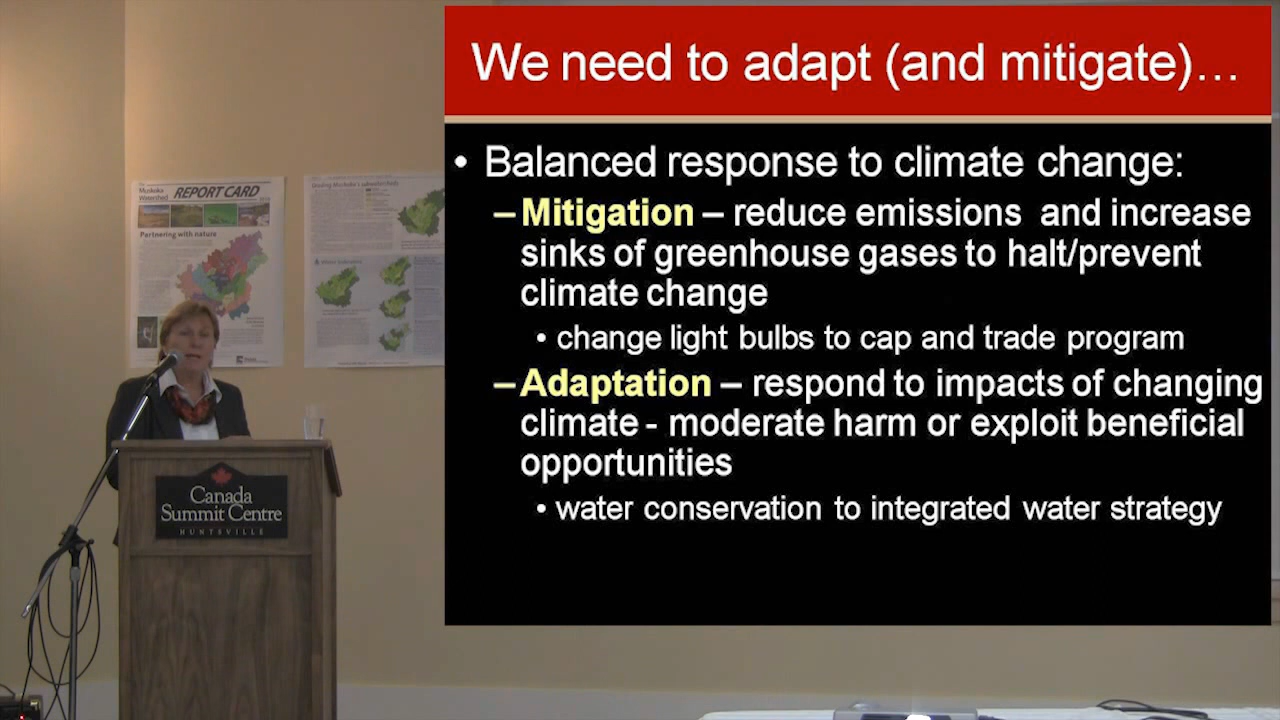 We need to adapt (and mitigate)…
• Balanced response to climate change:
– Mitigation – reduce emissions and increase
sinks of greenhouse gases to halt/prevent
climate change
• change light bulbs to cap and trade program
– Adaptation – respond to impacts of changing
climate - moderate harm or exploit beneficial
opportunities
• water conservation to integrated water strategy
Muskoka
Watershed
REPORT CARD
Partnering with nature
Canada
Summit Centre
HUNTSVILLE